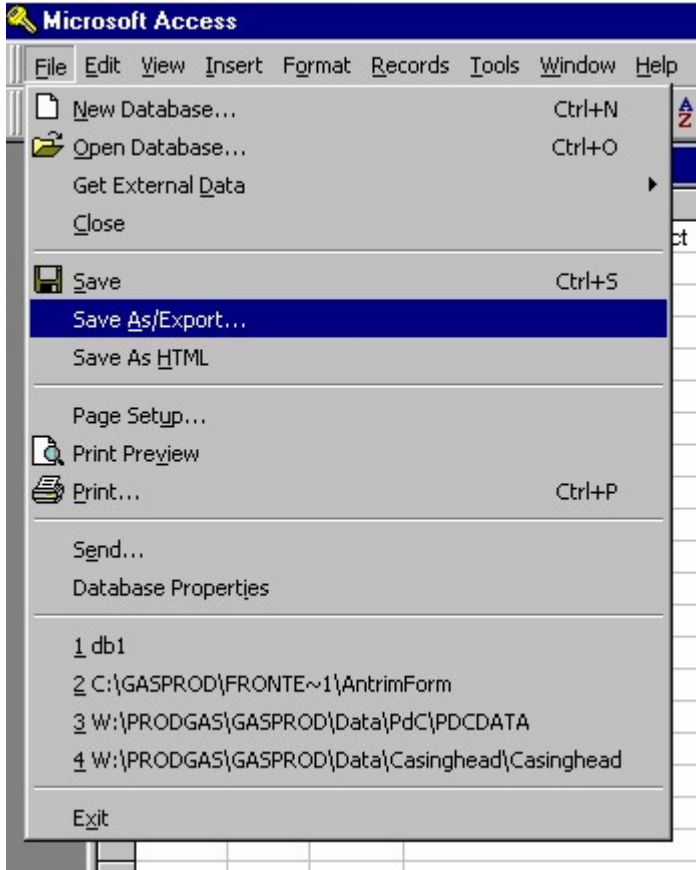 Microsoft Access
File Edit View Insert Format Records Tools Window Help
New Database... Ctrl+N
Open Database... Ctrl+O
Get External Data
Close
ct
Save Ctrl+S
Save As/Export...
Save As HTML
Page Setup...
Print Preview
Print... Ctrl+P
Send...
Database Properties
1 db1
2 C:\GASPROD\FRONTE~1\AntrimForm
3 W:\PRODGAS\GASPROD\Data\PdC\PDCDATA
4 W:\PRODGAS\GASPROD\Data\Casinghead\Casinghead
Exit